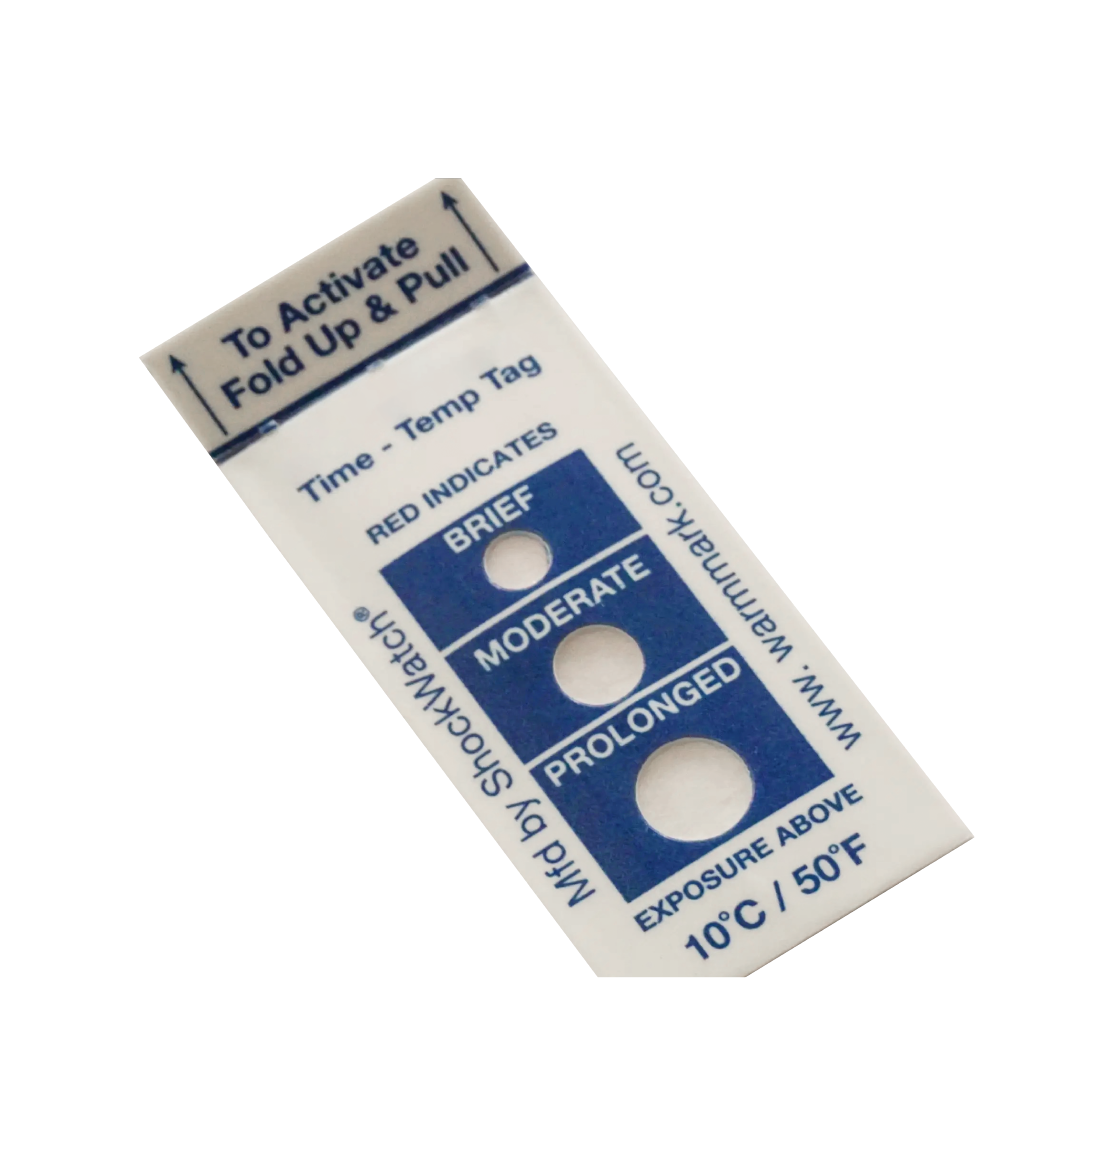 To Activate
Fold Up & Pull
Time - Temp Tag
RED INDICATES
BRIEF
MODERATE
PROLONGED
EXPOSURE ABOVE
10°C / 50°F
Mfd by ShockWatch®
www. warmmark.com